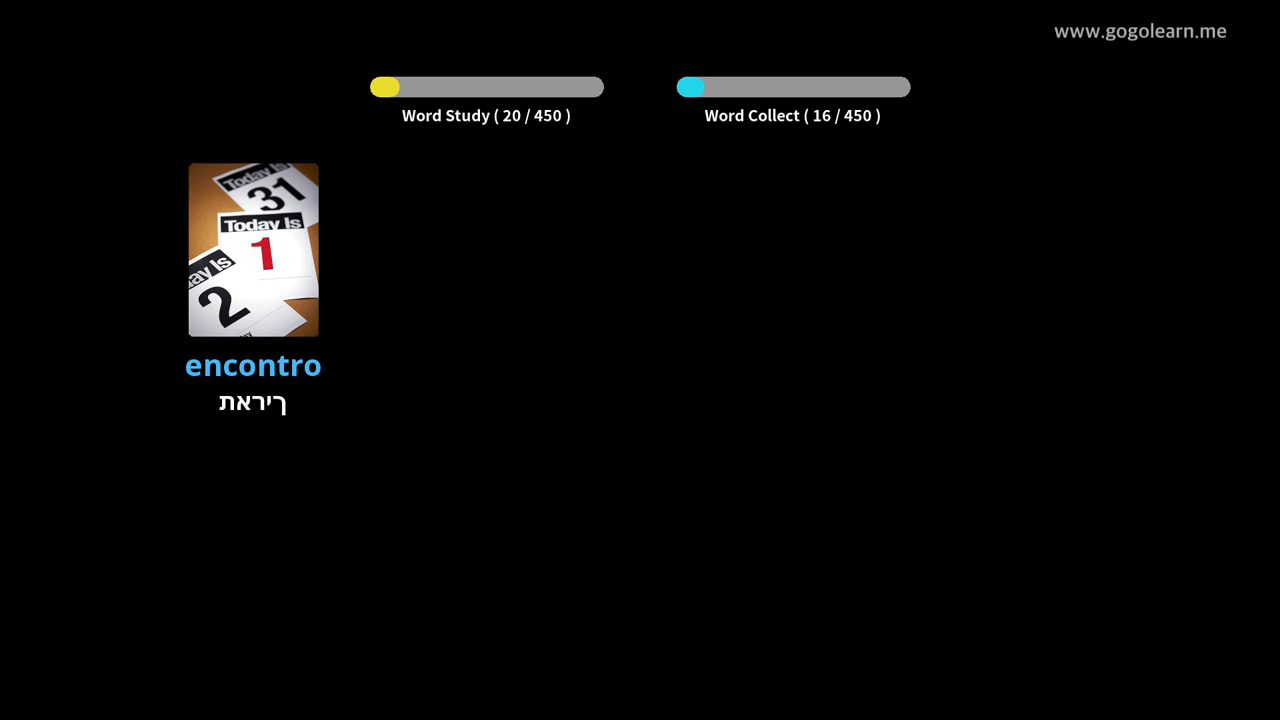 www.gogolearn.me
Word Study ( 20 / 450 )
Word Collect ( 16 / 450 )
Today Is
31
Today Is
1
ay Is
2
encontro
ךיראת